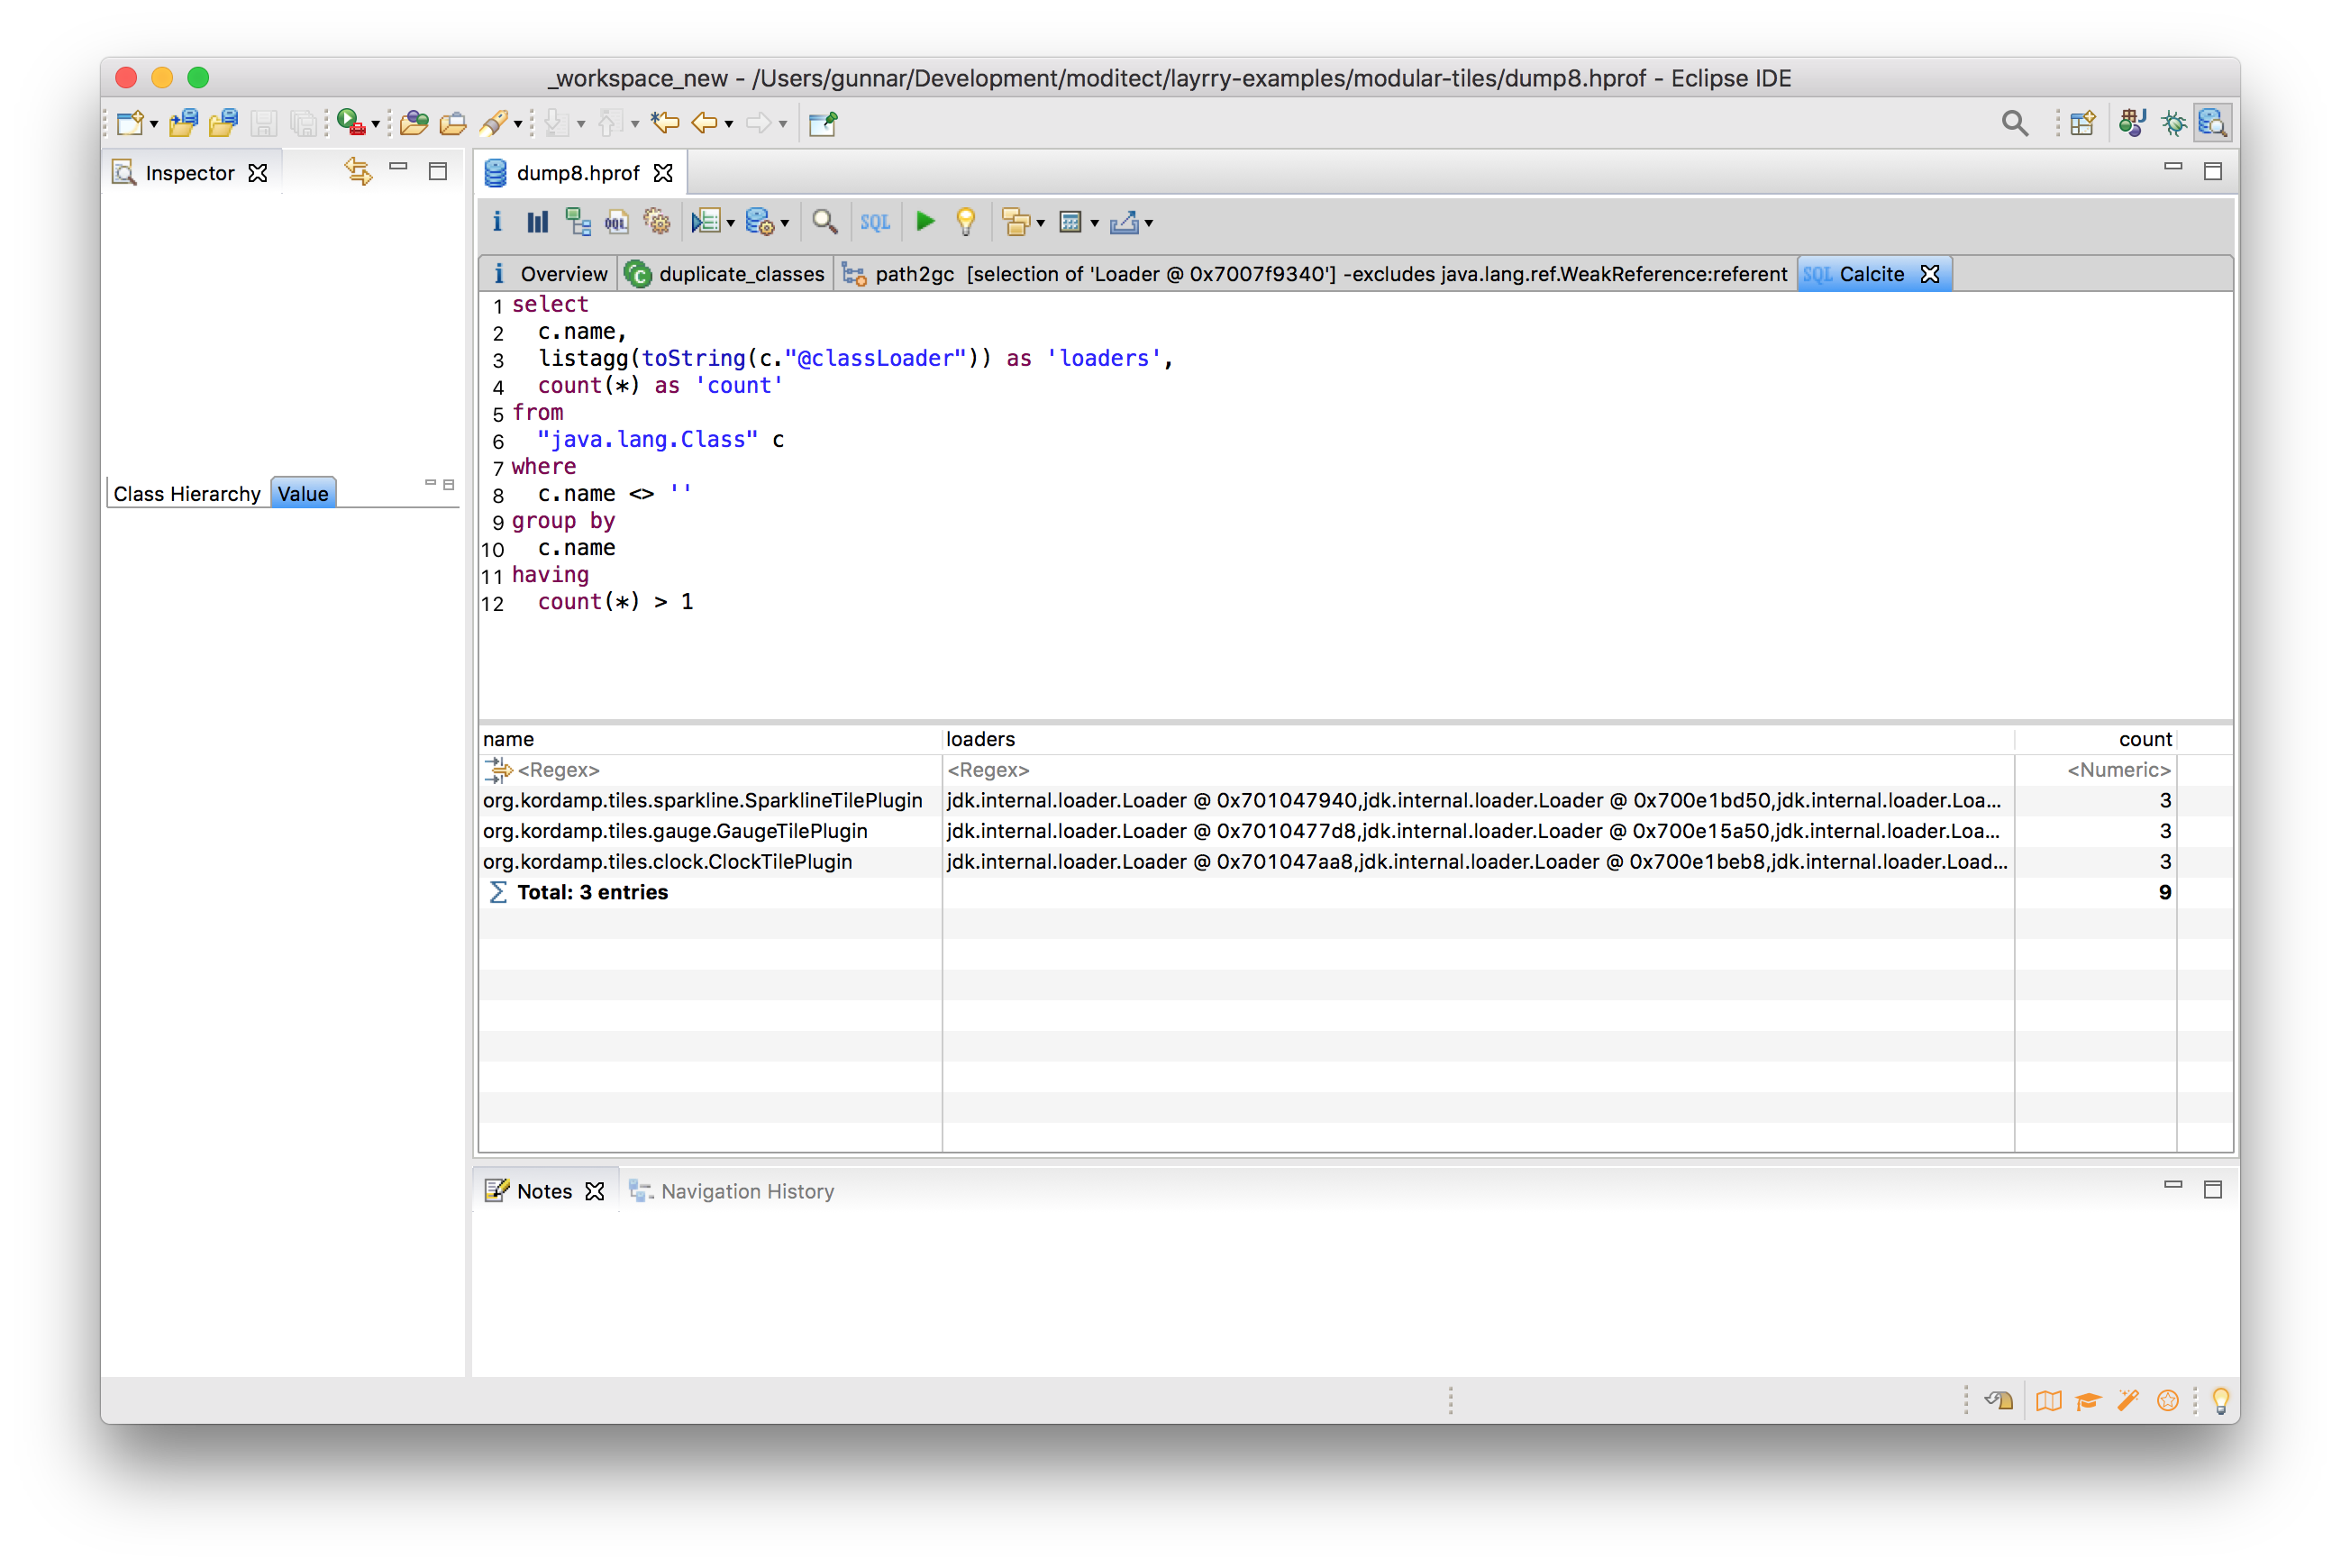 _workspace_new - /Users/gunnar/Development/moditect/layrry-examples/modular-tiles/dump8.hprof - Eclipse IDE
Inspector
dump8.hprof
i OQL SQL
i Overview C duplicate_classes path2gc [selection of 'Loader @ 0x7007f9340'] -excludes java.lang.ref.WeakReference:referent SQL Calcite
1 select
2 c.name,
3 listagg(toString(c."@classLoader")) as 'loaders',
4 count(*) as 'count'
5 from
6 "java.lang.Class" c
7 where
8 c.name <> ''
9 group by
10 c.name
11 having
12 count(*) > 1
Class Hierarchy Value
name loaders count
<Regex> <Regex> <Numeric>
org.kordamp.tiles.sparkline.SparklineTilePlugin jdk.internal.loader.Loader @ 0x701047940,jdk.internal.loader.Loader @ 0x700e1bd50,jdk.internal.loader.Loa... 3
org.kordamp.tiles.gauge.GaugeTilePlugin jdk.internal.loader.Loader @ 0x7010477d8,jdk.internal.loader.Loader @ 0x700e15a50,jdk.internal.loader.Loa... 3
org.kordamp.tiles.clock.ClockTilePlugin jdk.internal.loader.Loader @ 0x701047aa8,jdk.internal.loader.Loader @ 0x700e1beb8,jdk.internal.loader.Load... 3
Σ Total: 3 entries 9
Notes Navigation History